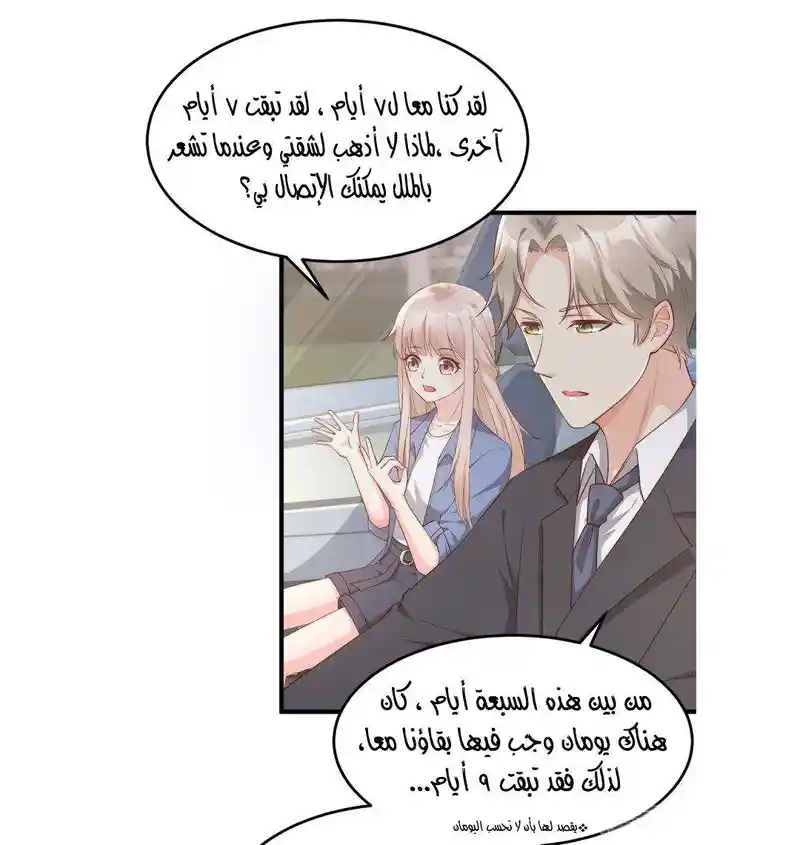 لقد كنا معا ل٧ أيام ، لقد تبقت ٧ أيام
آخرى ،لماذا لا أذهب لشقتي وعندما تشعر
بالملل يمكنك الإتصال بي؟
من بين هذه السبعة أيام ، كان
هناك يومان وجب فيها بقاؤنا معا،
لذلك فقد تبقت ٩ أيام...
*يقصد لها بأن لا تحسب اليومان